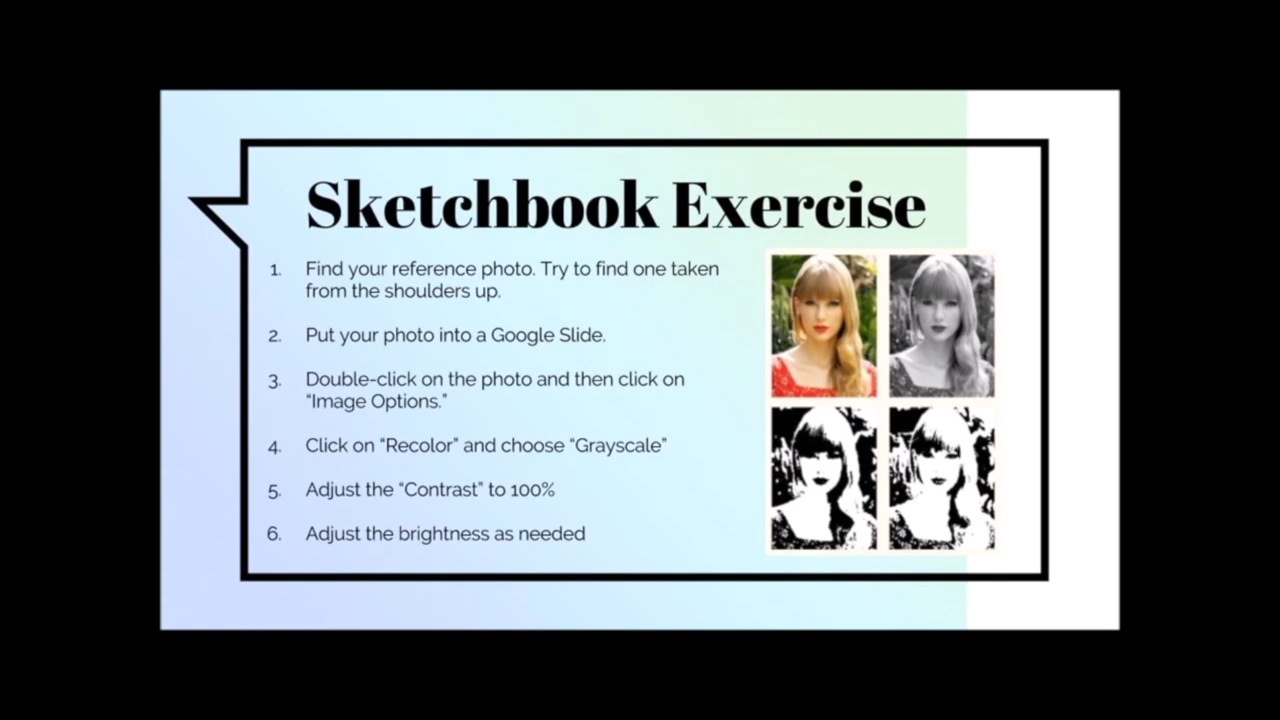 Sketchbook Exercise
1. Find your reference photo. Try to find one taken
from the shoulders up.
2. Put your photo into a Google Slide.
3. Double-click on the photo and then click on
“Image Options.”
4. Click on “Recolor” and choose “Grayscale”
5. Adjust the “Contrast” to 100%
6. Adjust the brightness as needed